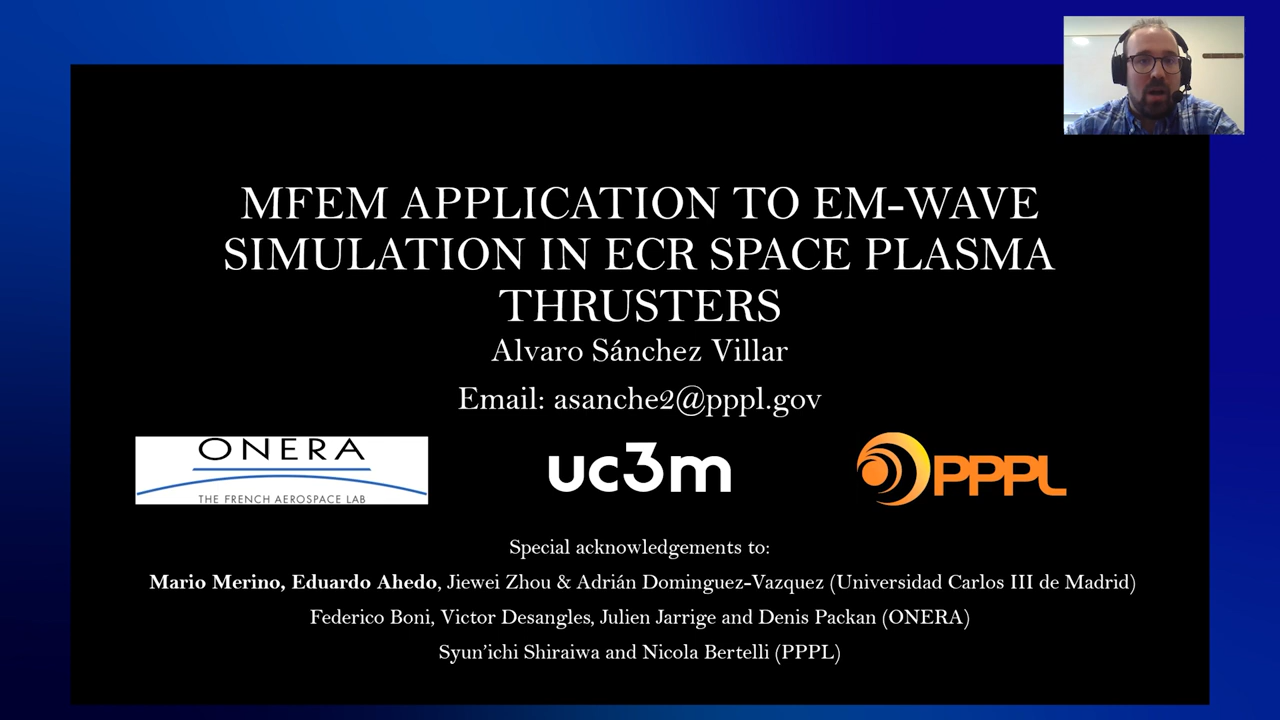 MFEM APPLICATION TO EM-WAVE
SIMULATION IN ECR SPACE PLASMA
THRUSTERS
Alvaro Sánchez Villar
Email: asanche2@pppl.gov
ONERA
THE FRENCH AEROSPACE LAB
uc3m
PPPL
Special acknowledgements to:
Mario Merino, Eduardo Ahedo, Jiewei Zhou & Adrián Dominguez-Vazquez (Universidad Carlos III de Madrid)
Federico Boni, Victor Desangles, Julien Jarrige and Denis Packan (ONERA)
Syun'ichi Shiraiwa and Nicola Bertelli (PPPL)